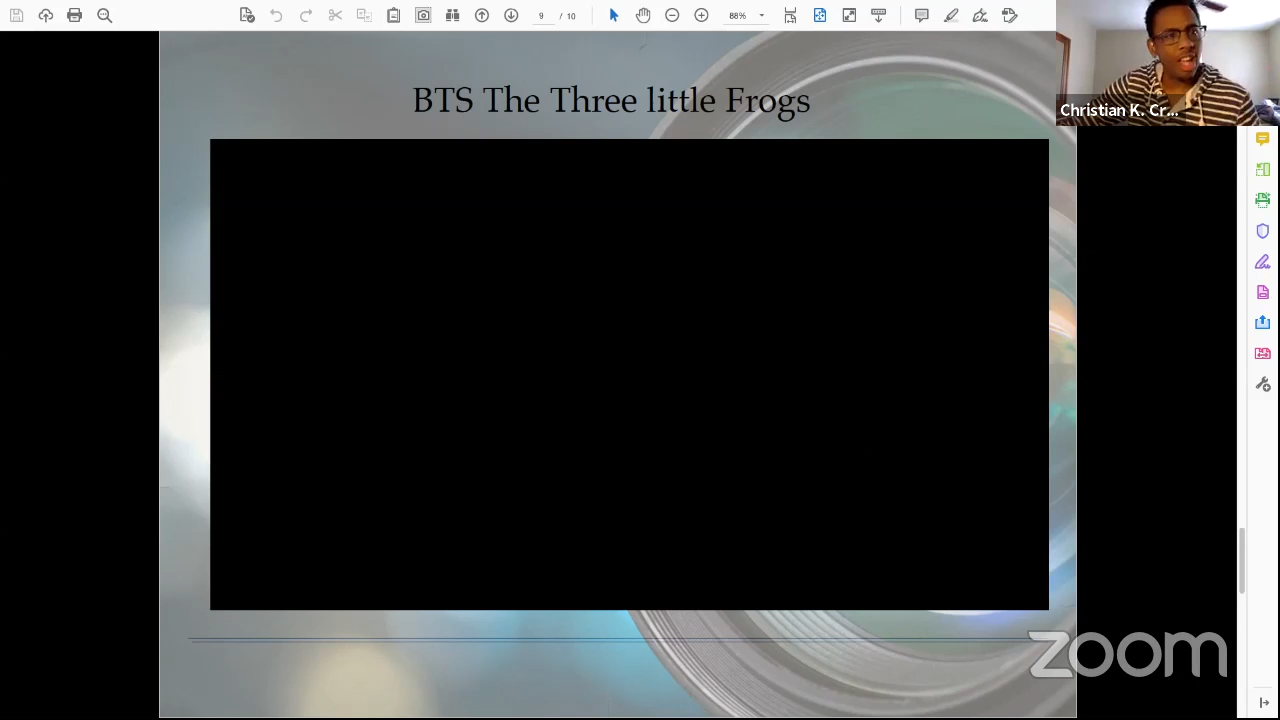 9 / 10
88%
BTS The Three little Frogs
Christian K. Cr...
zoom